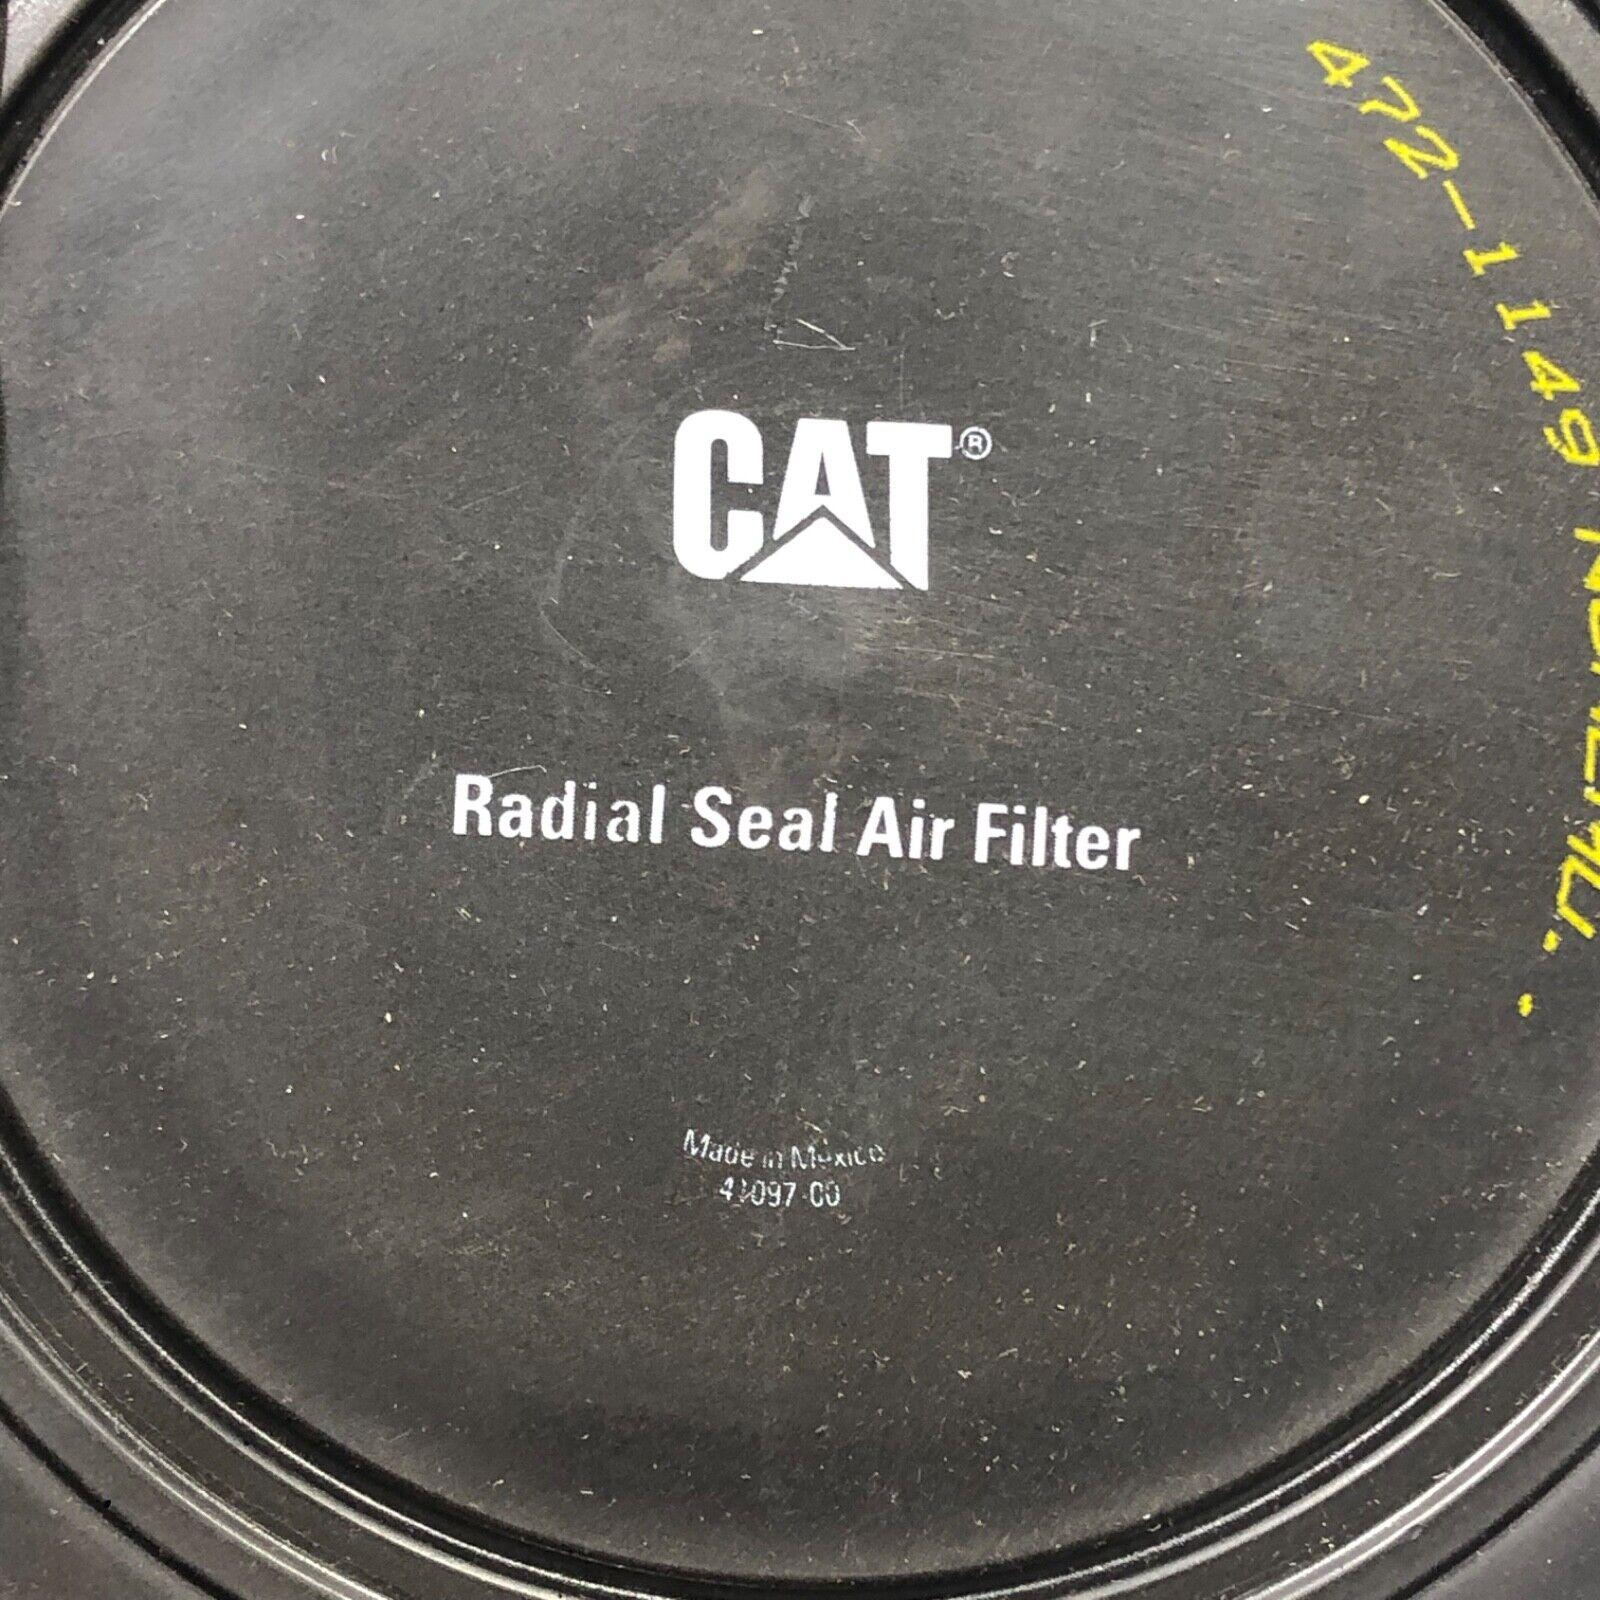 472-1149
CAT®
Radial Seal Air Filter
Made in Mexico